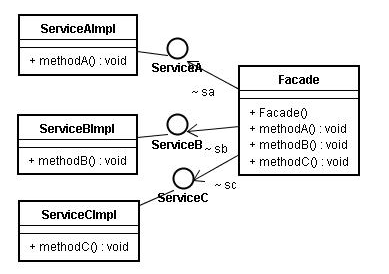 ServiceAImpl
+ methodA() : void
ServiceA
~ sa
Facade
+ Facade()
+ methodA() : void
+ methodB() : void
+ methodC() : void
ServiceBImpl
+ methodB() : void
ServiceB
~ sb
ServiceC
~ sc
ServiceCImpl
+ methodC() : void